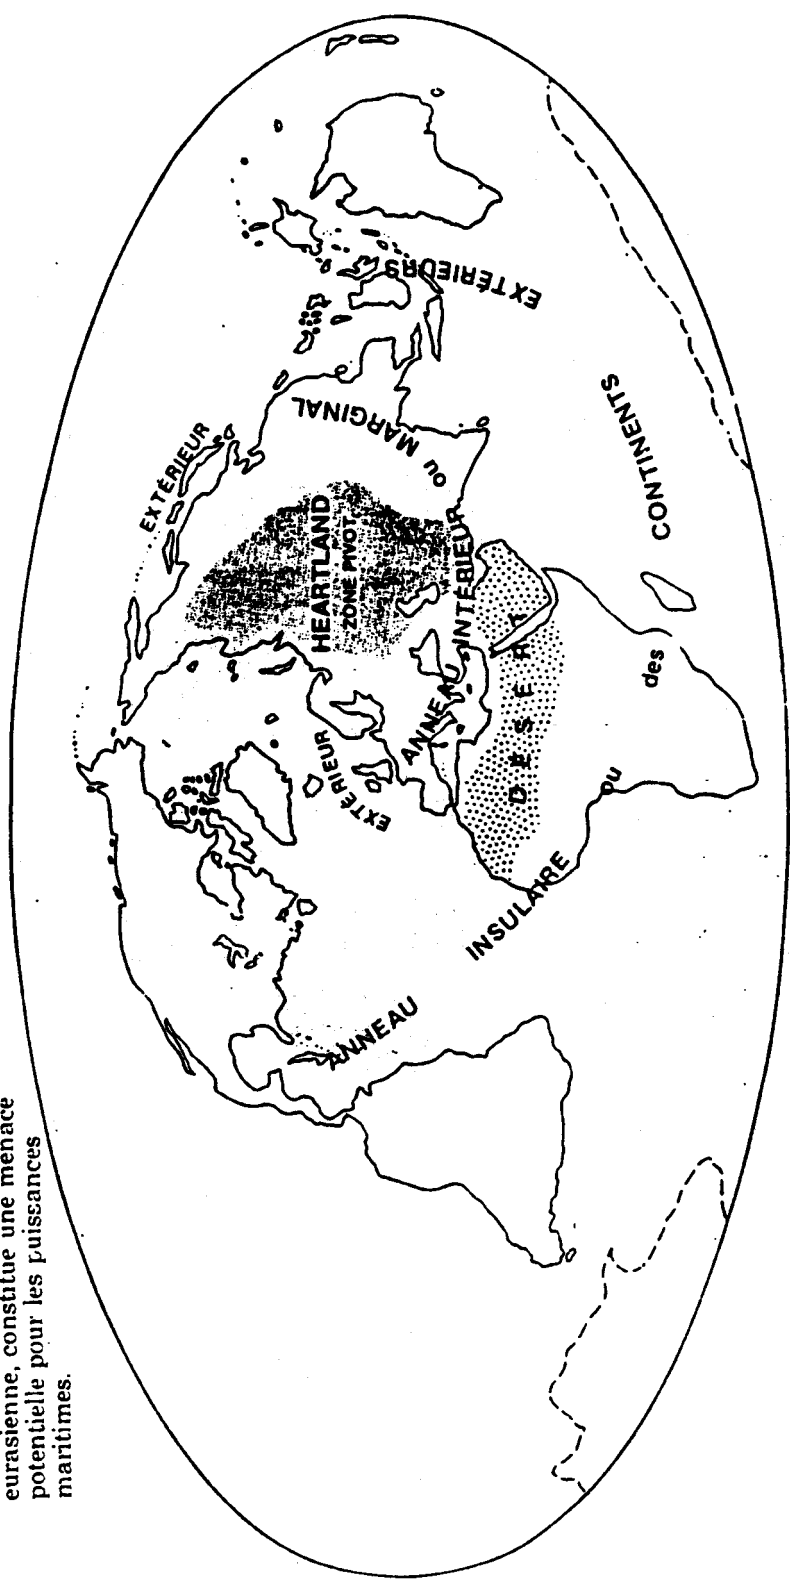 eurasienne, constitue une menace
potentielle pour les puissances
maritimes.
EXTÉRIEUR
HEARTLAND
ZONE PIVOT
EXTÉRIEUR
ANNEAU INTÉRIEUR ou MARGINAL
DÉSERT
ANNEAU INSULAIRE ou des CONTINENTS EXTÉRIEURS